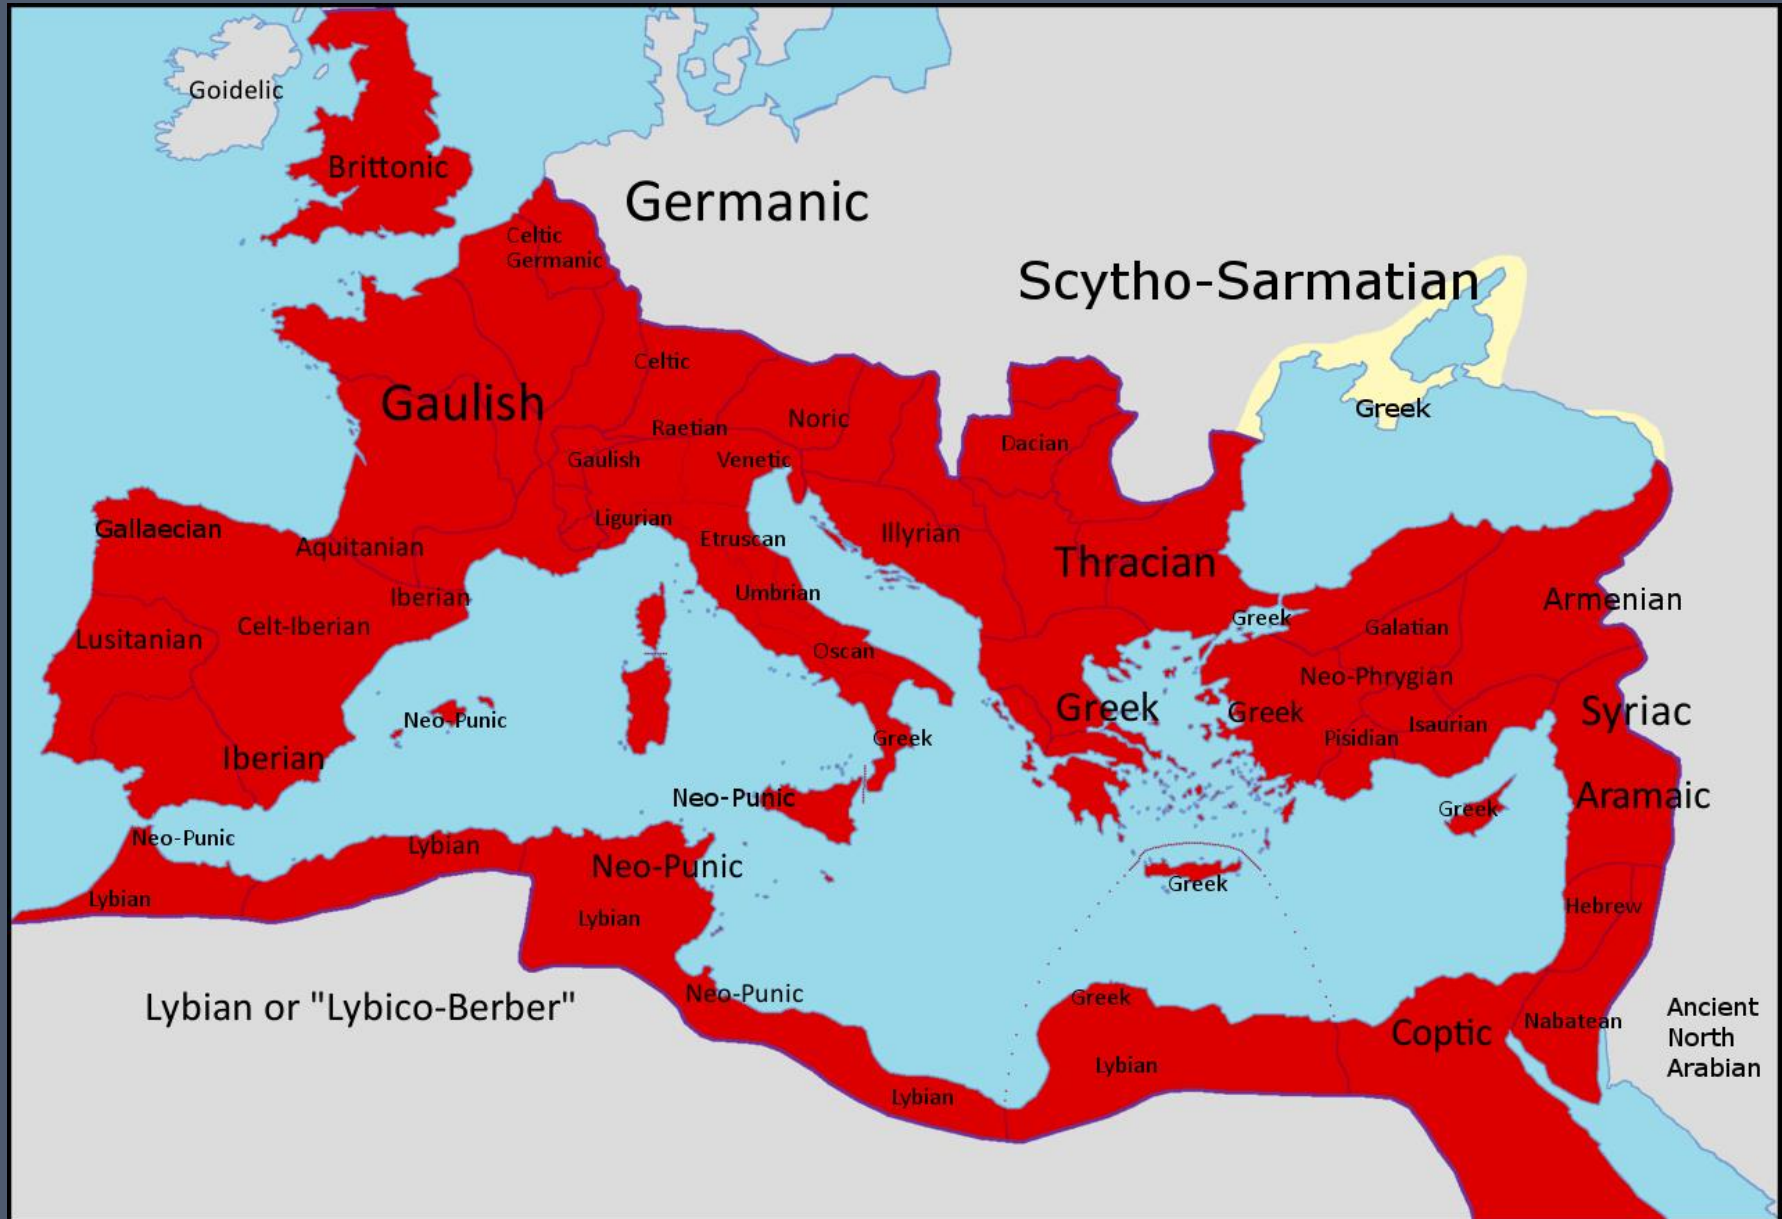 Goidelic
Brittonic
Germanic
Celtic
Germanic
Scytho-Sarmatian
Celtic
Gaulish
Raetian
Noric
Greek
Dacian
Gaulish
Venetic
Gallaecian
Aquitanian
Ligurian
Etruscan
Illyrian
Thracian
Iberian
Umbrian
Armenian
Lusitanian
Celt-Iberian
Greek
Galatian
Oscan
Neo-Phrygian
Neo-Punic
Greek
Greek
Syriac
Isaurian
Iberian
Greek
Pisidian
Neo-Punic
Greek
Aramaic
Neo-Punic
Lybian
Neo-Punic
Lybian
Lybian
Greek
Hebrew
Lybian or "Lybico-Berber"
Neo-Punic
Greek
Coptic
Nabatean
Ancient
North
Arabian
Lybian
Lybian